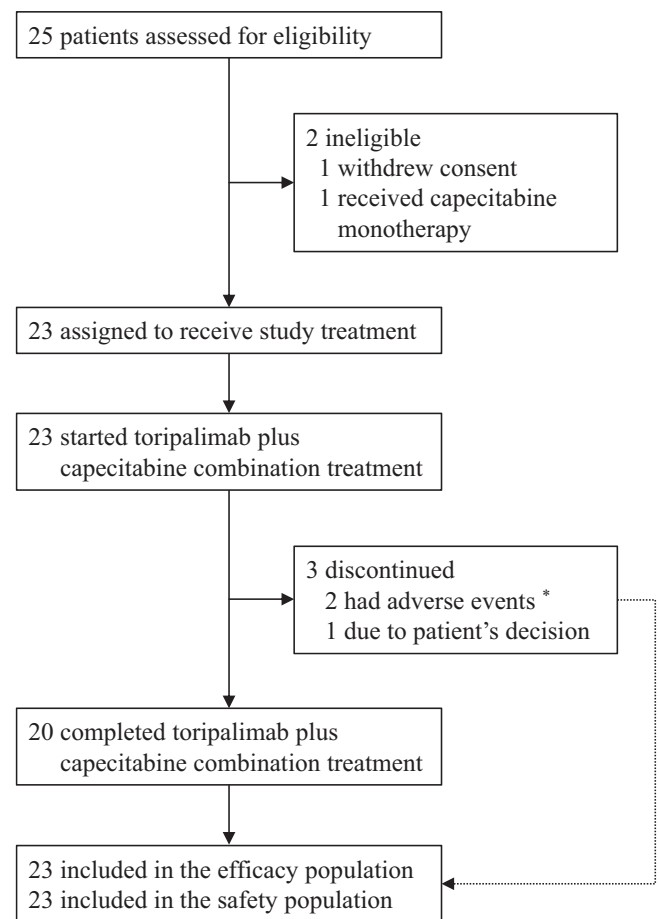 25 patients assessed for eligibility
2 ineligible
1 withdrew consent
1 received capecitabine
monotherapy
23 assigned to receive study treatment
23 started toripalimab plus
capecitabine combination treatment
3 discontinued
2 had adverse events *
1 due to patient’s decision
20 completed toripalimab plus
capecitabine combination treatment
23 included in the efficacy population
23 included in the safety population